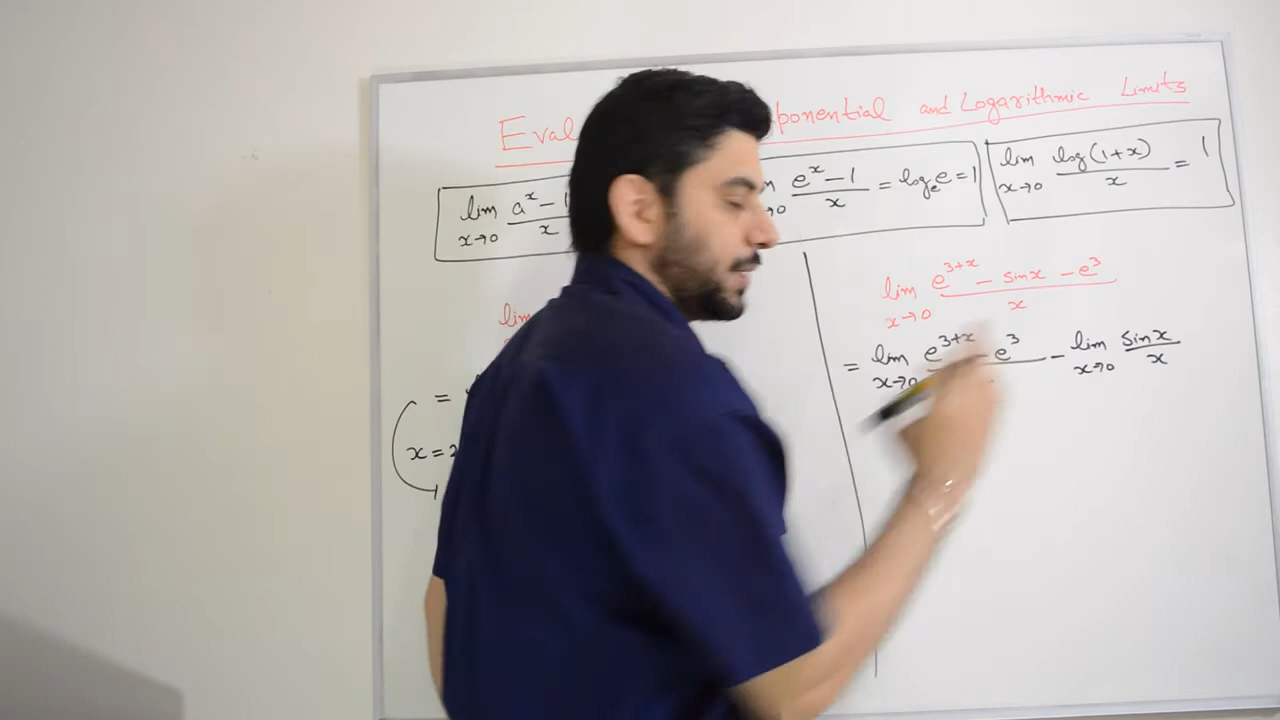 Eval ponential and Logarithmic Limits
lim x→0 a^x − 1 / x
e^x − 1 / x = log_e e = 1
lim x→0 log(1+x) / x = 1
lim
lim x→0 e^{3+x} − sinx − e^3 / x
= lim x→0 e^{3+x} − e^3 − lim x→0 sinx / x
=
x = 2